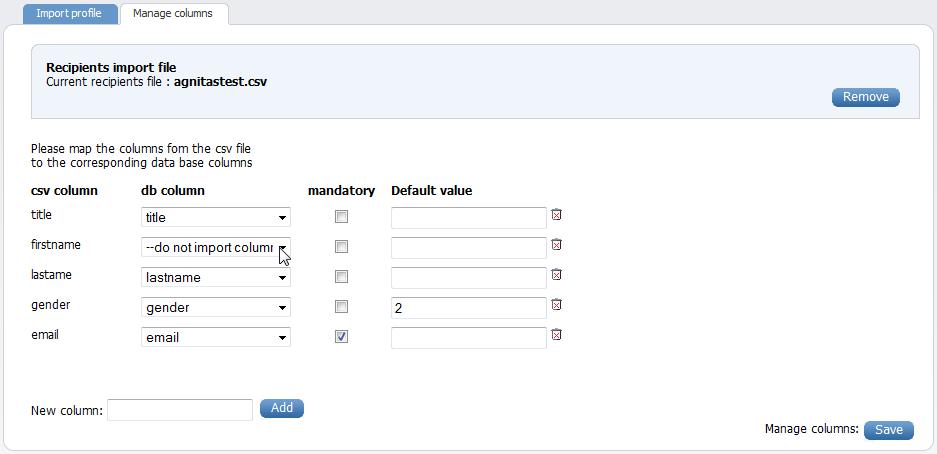 Import profile Manage columns
Recipients import file
Current recipients file : agnitastest.csv
Remove
Please map the columns fom the csv file
to the corresponding data base columns
csv column db column mandatory Default value
title title
firstname --do not import column
lastame lastname
gender gender 2
email email
New column: Add
Manage columns: Save